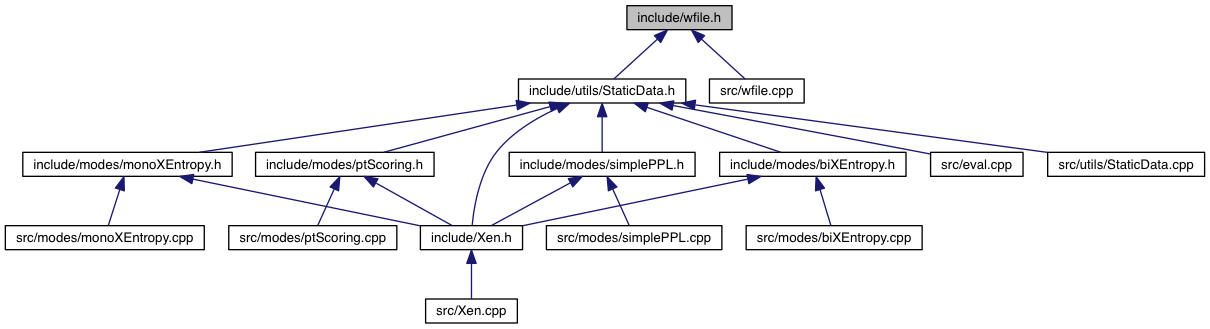 include/wfile.h
include/utils/StaticData.h
src/wfile.cpp
include/modes/monoXEntropy.h
include/modes/ptScoring.h
include/modes/simplePPL.h
include/modes/biXEntropy.h
src/eval.cpp
src/utils/StaticData.cpp
src/modes/monoXEntropy.cpp
src/modes/ptScoring.cpp
include/Xen.h
src/modes/simplePPL.cpp
src/modes/biXEntropy.cpp
src/Xen.cpp